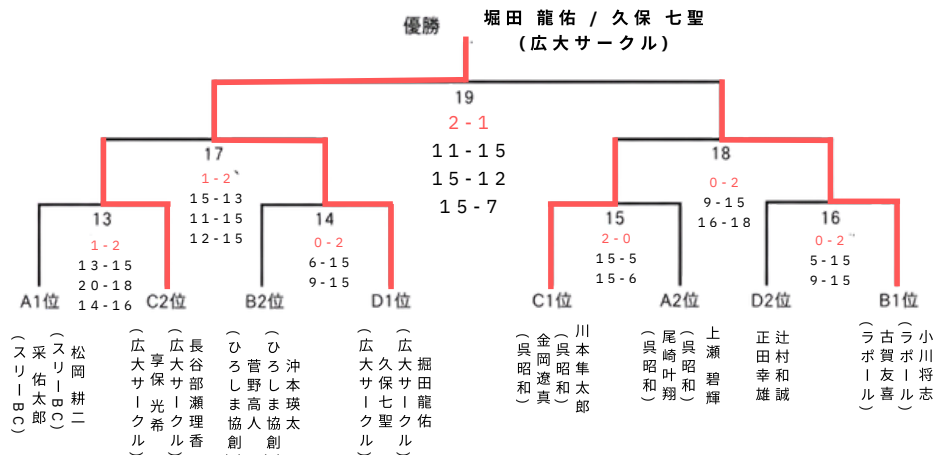 優勝
堀田 龍佑 / 久保 七聖
(広大サークル)
19
2-1
11-15
15-12
15-7
17
1-2
15-13
11-15
12-15
18
0-2
9-15
16-18
13
1-2
13-15
20-18
14-16
14
0-2
6-15
9-15
15
2-0
15-5
15-6
16
0-2
5-15
9-15
A1位
C2位
B2位
D1位
C1位
A2位
D2位
B1位
松岡 耕二
(スリーBC)
采 佑太郎
(スリーBC)
長谷部瀬理香
(広大サークル)
享保 光希
(広大サークル)
沖本瑛太
(ひろしま協創
菅野高人
(ひろしま協創
堀田龍佑
(広大サークル)
久保七聖
(広大サークル)
川本隼太郎
(呉昭和)
金岡遼真
(呉昭和)
上瀬 碧輝
(呉昭和)
尾崎叶翔
(呉昭和)
辻村和誠
正田幸雄
小川将志
(ラポール)
古賀友喜
(ラポール)